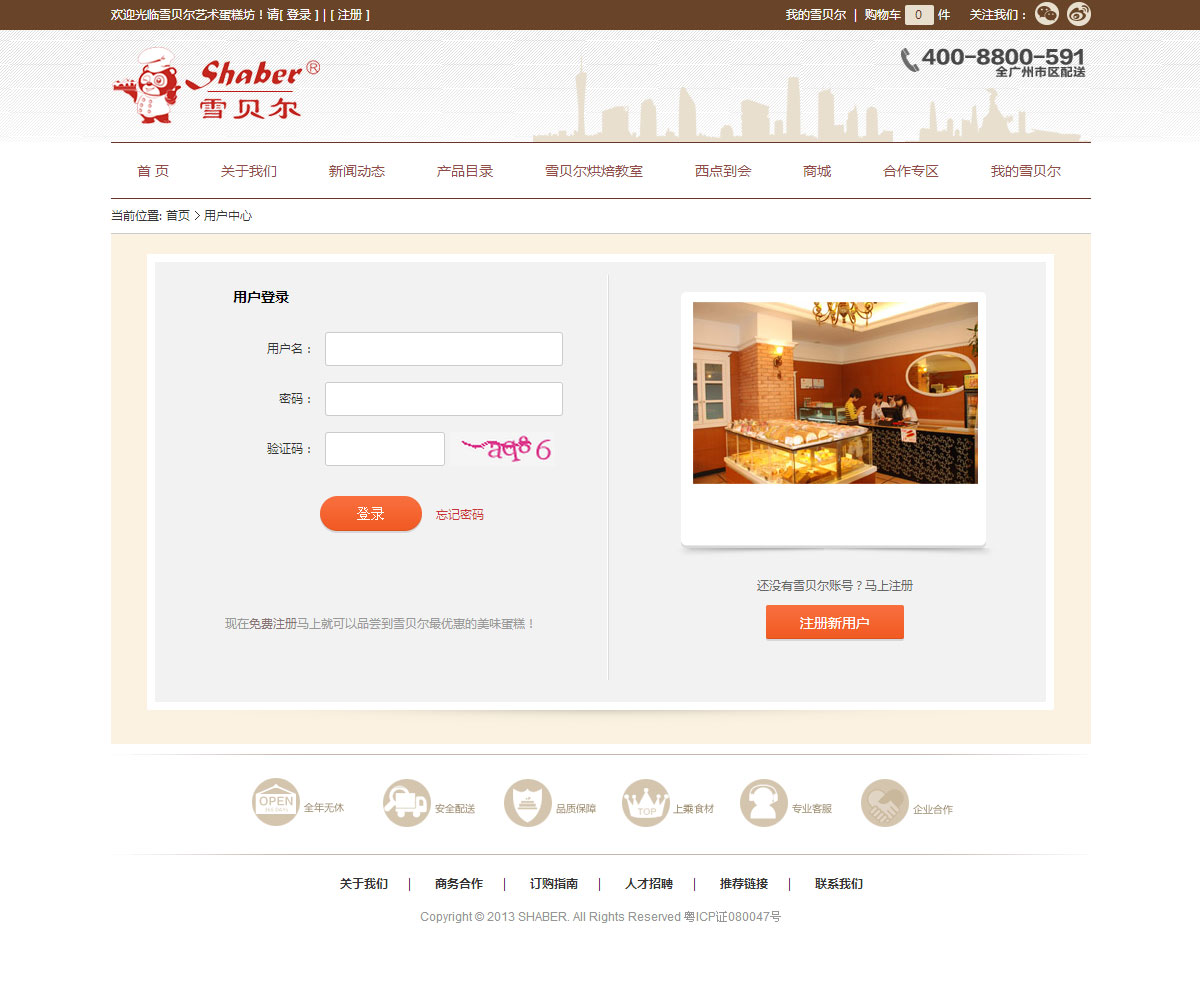 欢迎光临雪贝尔艺术蛋糕坊！请[ 登录 ] | [ 注册 ]
我的雪贝尔 | 购物车 0 件 关注我们：
Shaber®
雪贝尔
400-8800-591
全广州市区配送
首 页 关于我们 新闻动态 产品目录 雪贝尔烘焙教室 西点到会 商城 合作专区 我的雪贝尔
当前位置: 首页 > 用户中心
用户登录
用户名：
密码：
验证码： aq86
登录 忘记密码
现在免费注册马上就可以品尝到雪贝尔最优惠的美味蛋糕！
还没有雪贝尔账号？马上注册
注册新用户
OPEN 全年无休 安全配送 品质保障 TOP 上乘食材 专业客服 企业合作
关于我们 | 商务合作 | 订购指南 | 人才招聘 | 推荐链接 | 联系我们
Copyright © 2013 SHABER. All Rights Reserved 粤ICP证080047号